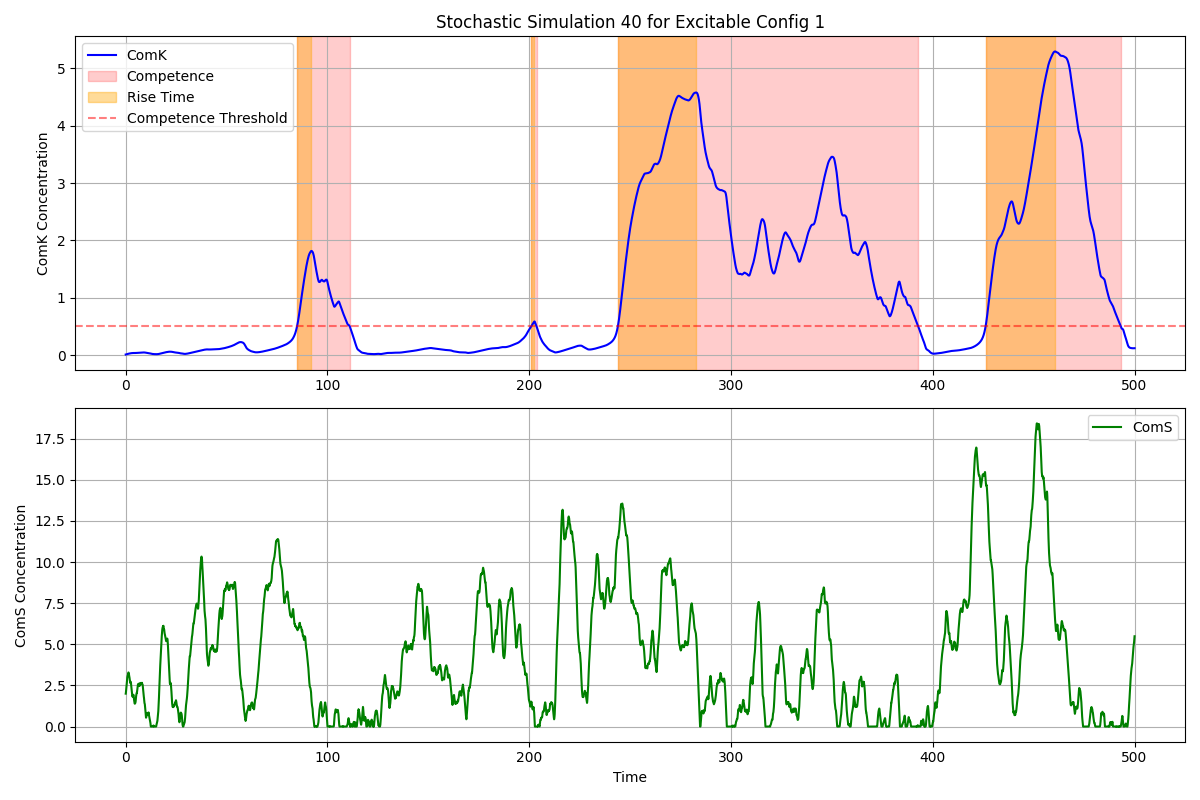 Stochastic Simulation 40 for Excitable Config 1
ComK Concentration
5
4
3
2
1
0
ComK
Competence
Rise Time
Competence Threshold
0 100 200 300 400 500
ComS Concentration
17.5
15.0
12.5
10.0
7.5
5.0
2.5
0.0
ComS
0 100 200 300 400 500
Time